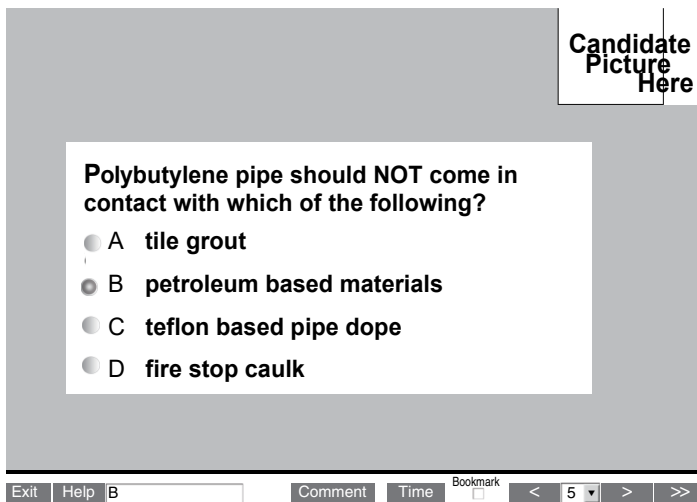 Candidate
Picture
Here
Polybutylene pipe should NOT come in
contact with which of the following?
A tile grout
B petroleum based materials
C teflon based pipe dope
D fire stop caulk
Bookmark
Exit Help B Comment Time < 5 > >>